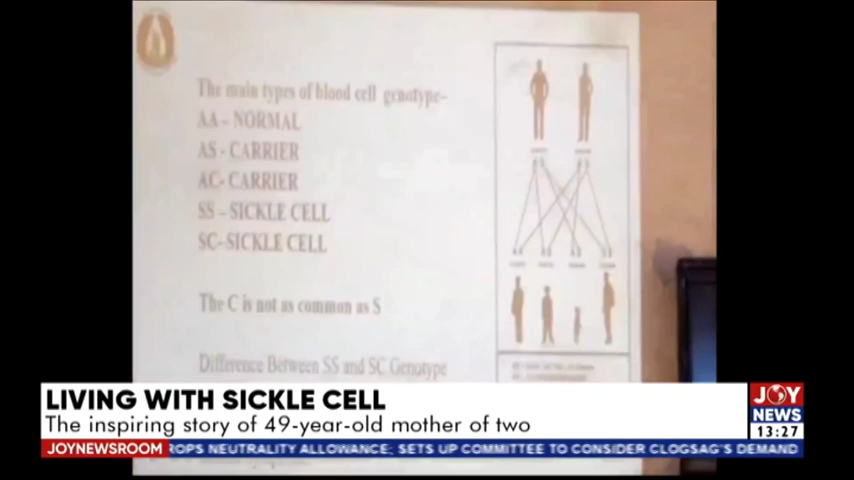 The main types of blood cell genotype-
AA - NORMAL
AS - CARRIER
AC- CARRIER
SS - SICKLE CELL
SC- SICKLE CELL
The C is not as common as S
Difference Between SS and SC Genotype
LIVING WITH SICKLE CELL
The inspiring story of 49-year-old mother of two
JOY
NEWS
13:27
JOYNEWSROOM
ROPS NEUTRALITY ALLOWANCE; SETS UP COMMITTEE TO CONSIDER CLOGSAG'S DEMAND